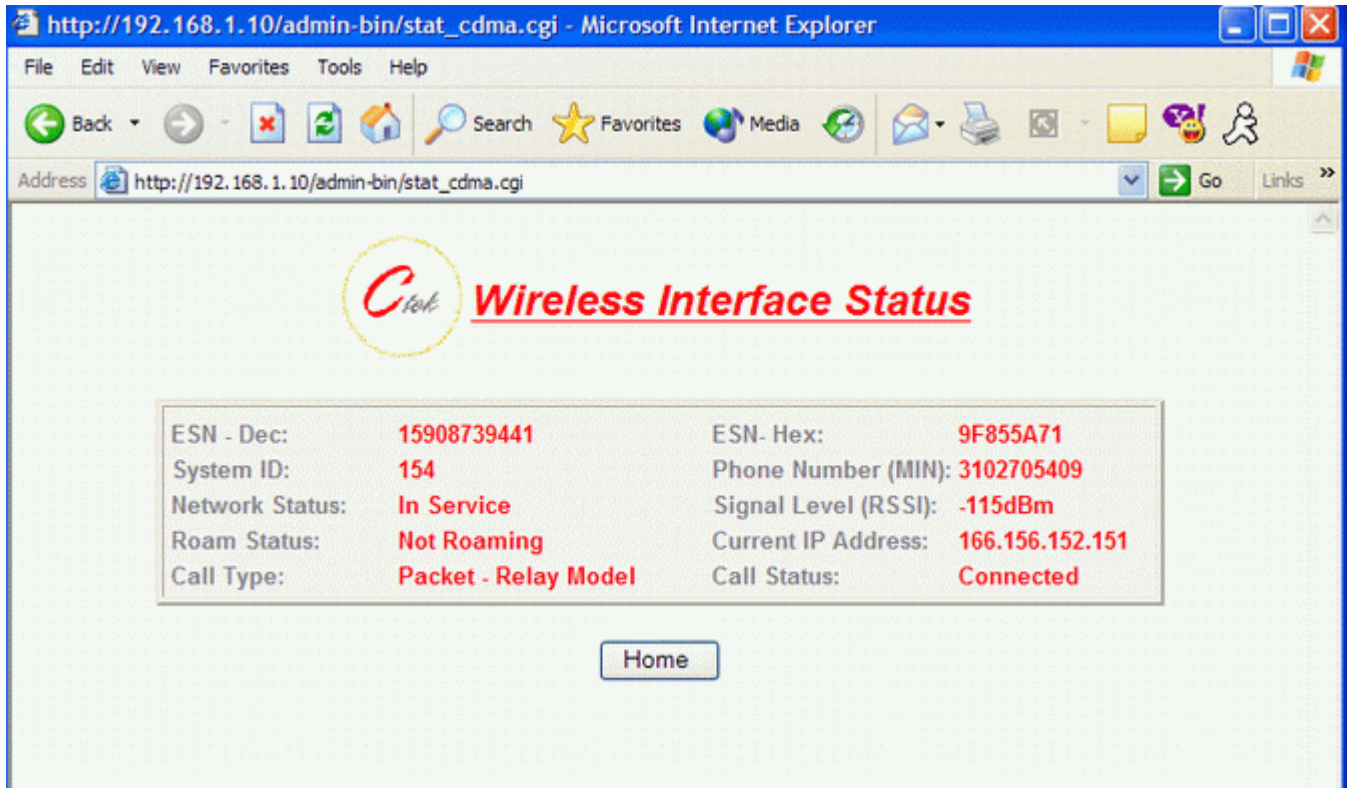 http://192.168.1.10/admin-bin/stat_cdma.cgi - Microsoft Internet Explorer
File Edit View Favorites Tools Help
Back Search Favorites Media
Address http://192.168.1.10/admin-bin/stat_cdma.cgi Go Links »
Ctek Wireless Interface Status
ESN - Dec: 15908739441 ESN- Hex: 9F855A71
System ID: 154 Phone Number (MIN): 3102705409
Network Status: In Service Signal Level (RSSI): -115dBm
Roam Status: Not Roaming Current IP Address: 166.156.152.151
Call Type: Packet - Relay Model Call Status: Connected
Home